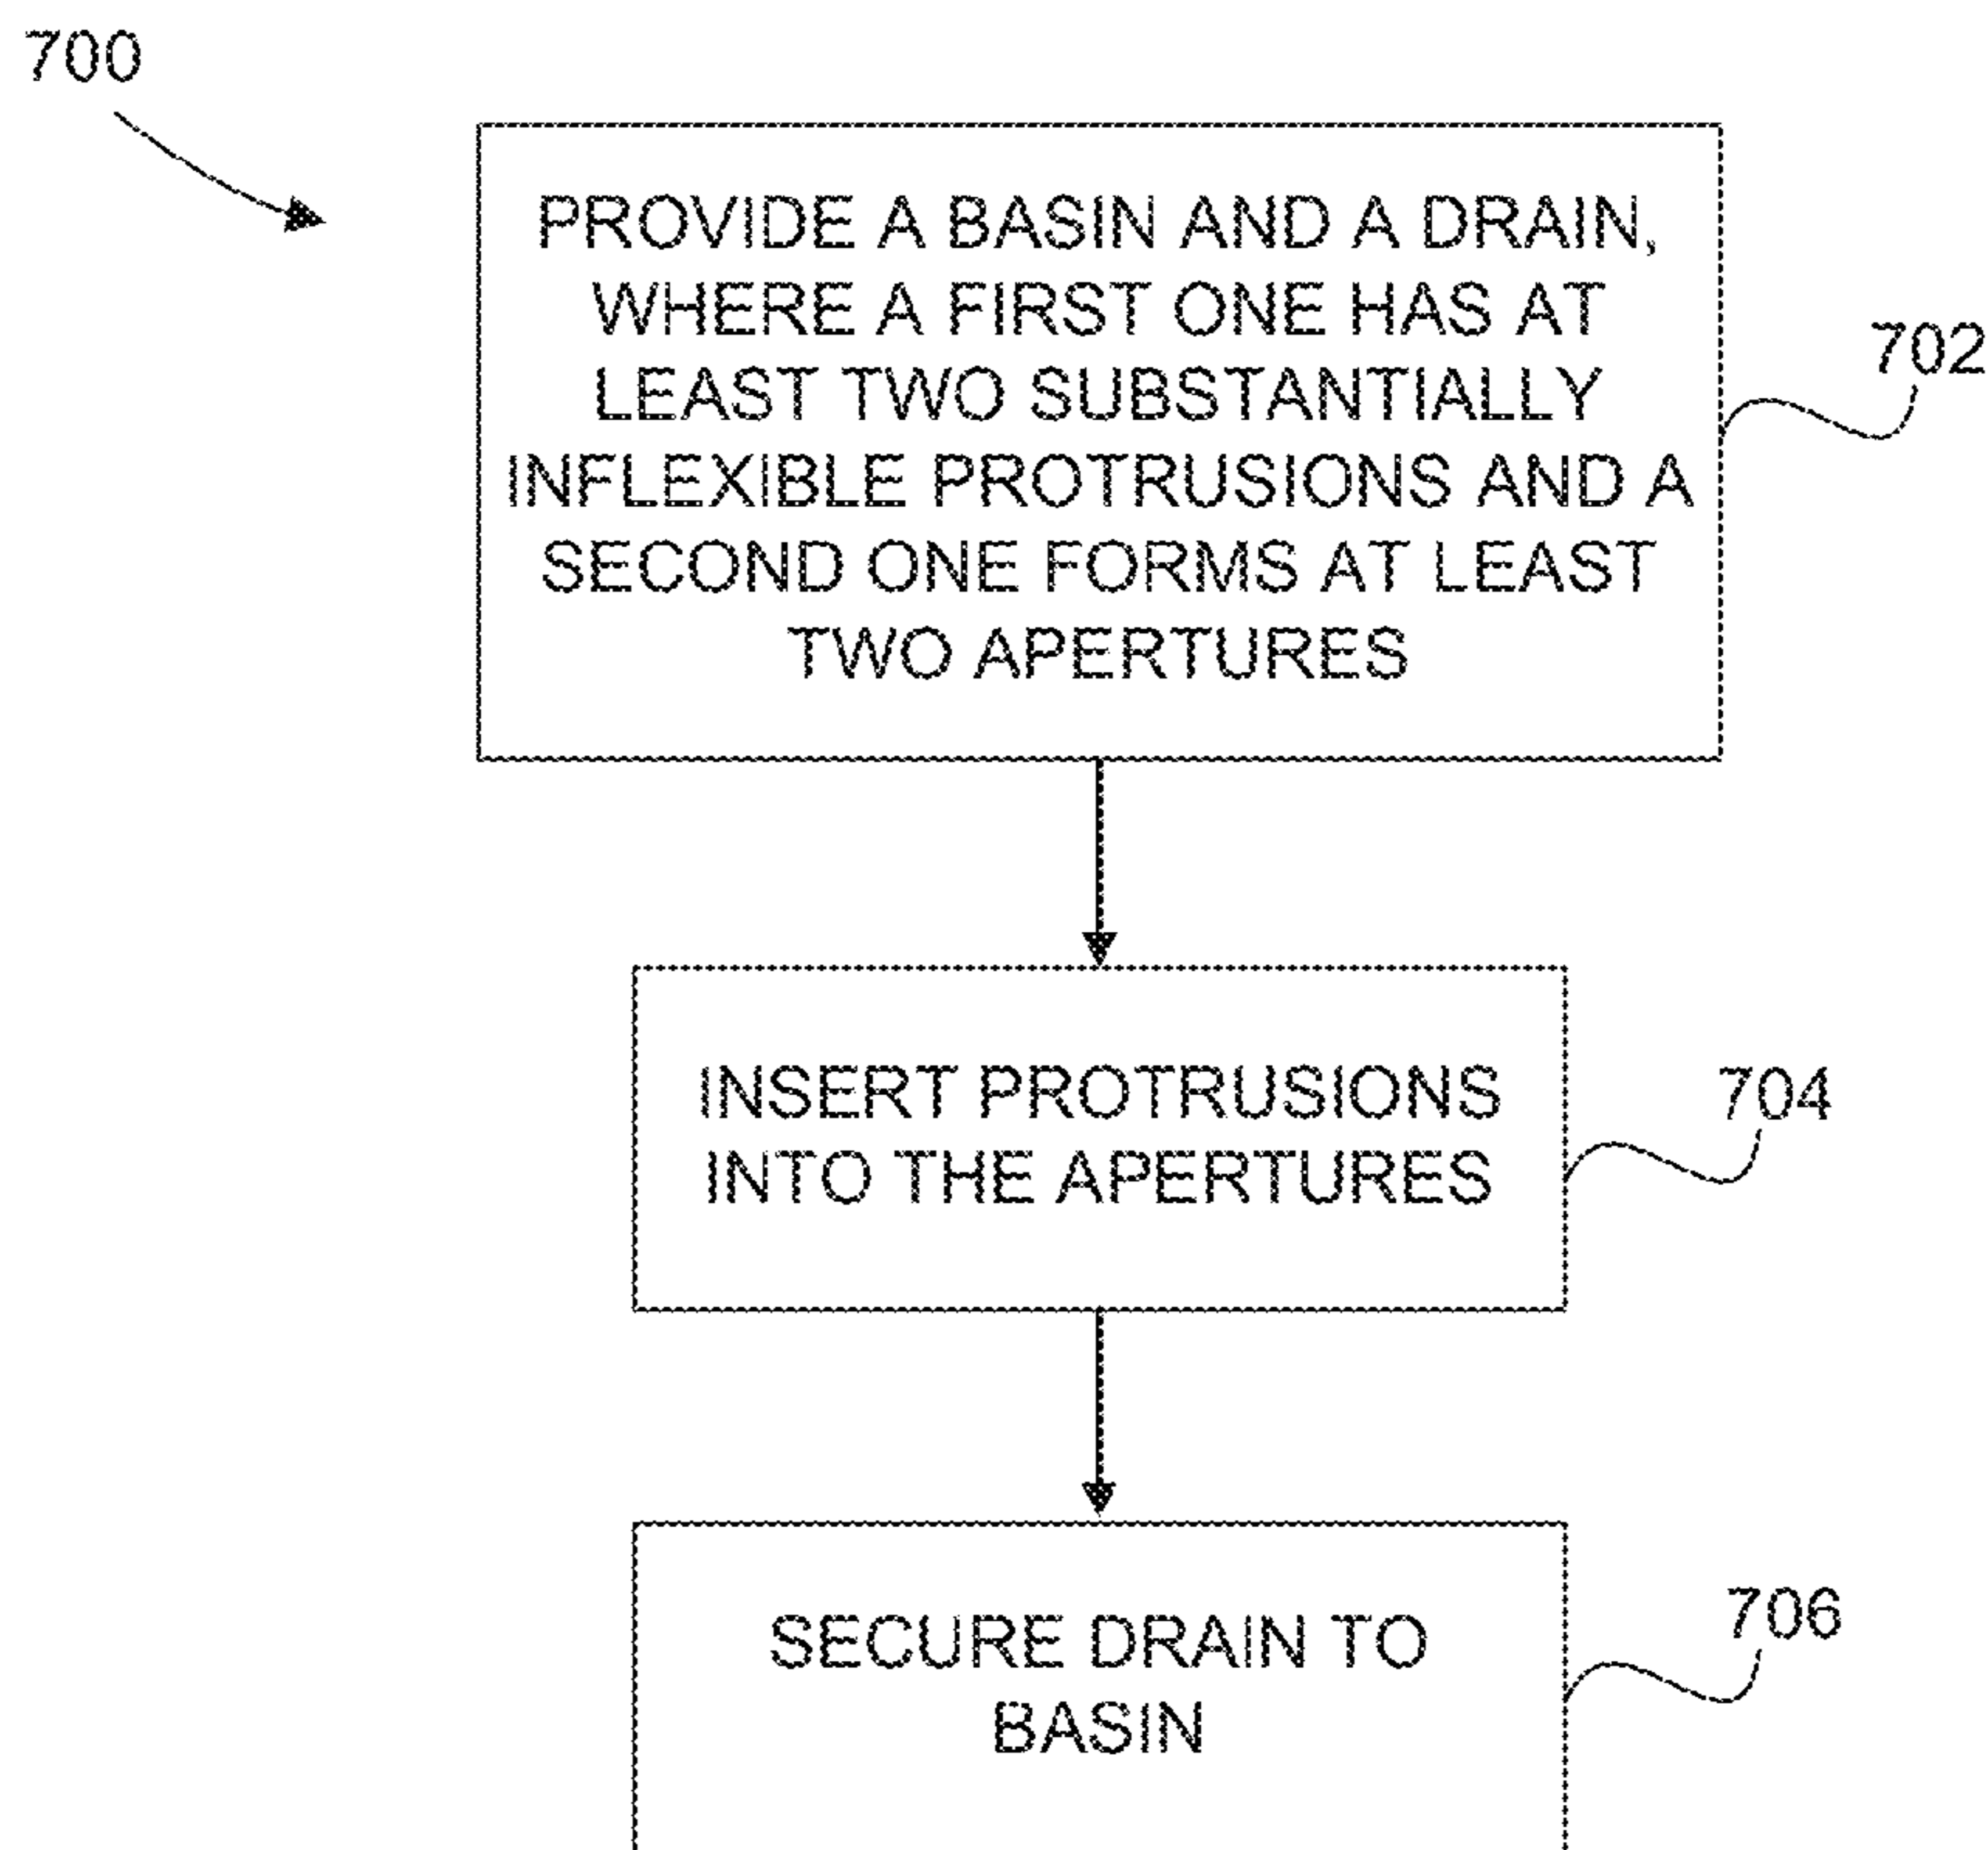 700
PROVIDE A BASIN AND A DRAIN,
WHERE A FIRST ONE HAS AT
LEAST TWO SUBSTANTIALLY
INFLEXIBLE PROTRUSIONS AND A
SECOND ONE FORMS AT LEAST
TWO APERTURES
702
INSERT PROTRUSIONS
INTO THE APERTURES
704
SECURE DRAIN TO
BASIN
706